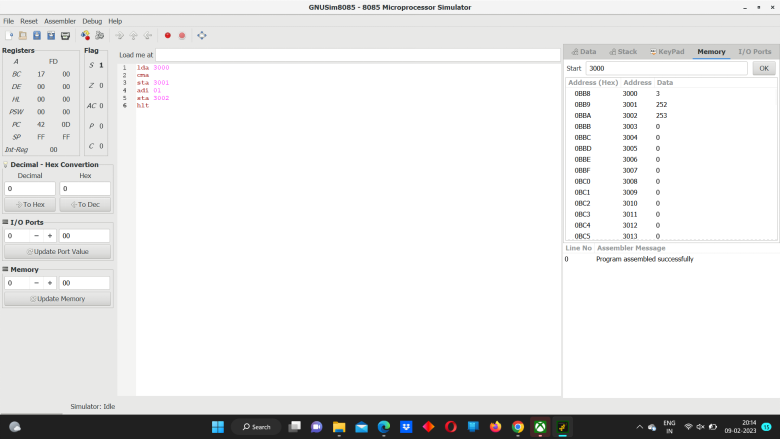 GNUSim8085 - 8085 Microprocessor Simulator
File Reset Assembler Debug Help
Registers Flag
A FD
BC 17 00
DE 00 00
HL 00 00
PSW 00 00
PC 42 0D
SP FF FF
Int-Reg 00
S 1
Z 0
AC 0
P 0
C 0
Decimal - Hex Convertion
Decimal Hex
0 0
To Hex To Dec
I/O Ports
0 − + 00
Update Port Value
Memory
0 − + 00
Update Memory
Load me at
1 lda 3000
2 cma
3 sta 3001
4 adi 01
5 sta 3002
6 hlt
Data Stack KeyPad Memory I/O Ports
Start 3000 OK
Address (Hex) Address Data
0BB8 3000 3
0BB9 3001 252
0BBA 3002 253
0BBB 3003 0
0BBC 3004 0
0BBD 3005 0
0BBE 3006 0
0BBF 3007 0
0BC0 3008 0
0BC1 3009 0
0BC2 3010 0
0BC3 3011 0
0BC4 3012 0
0BC5 3013 0
Line No Assembler Message
0 Program assembled successfully
Simulator: Idle
Search
ENG
IN
20:14
09-02-2023